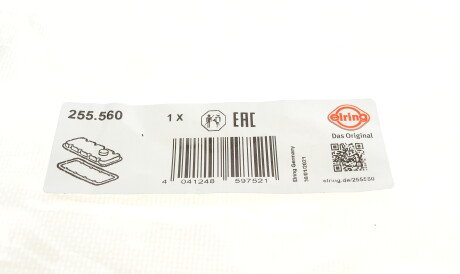 255.560
1 X
EAC
elring
Das Original
Elring Germany
4 041248 597521
elring.de/255560